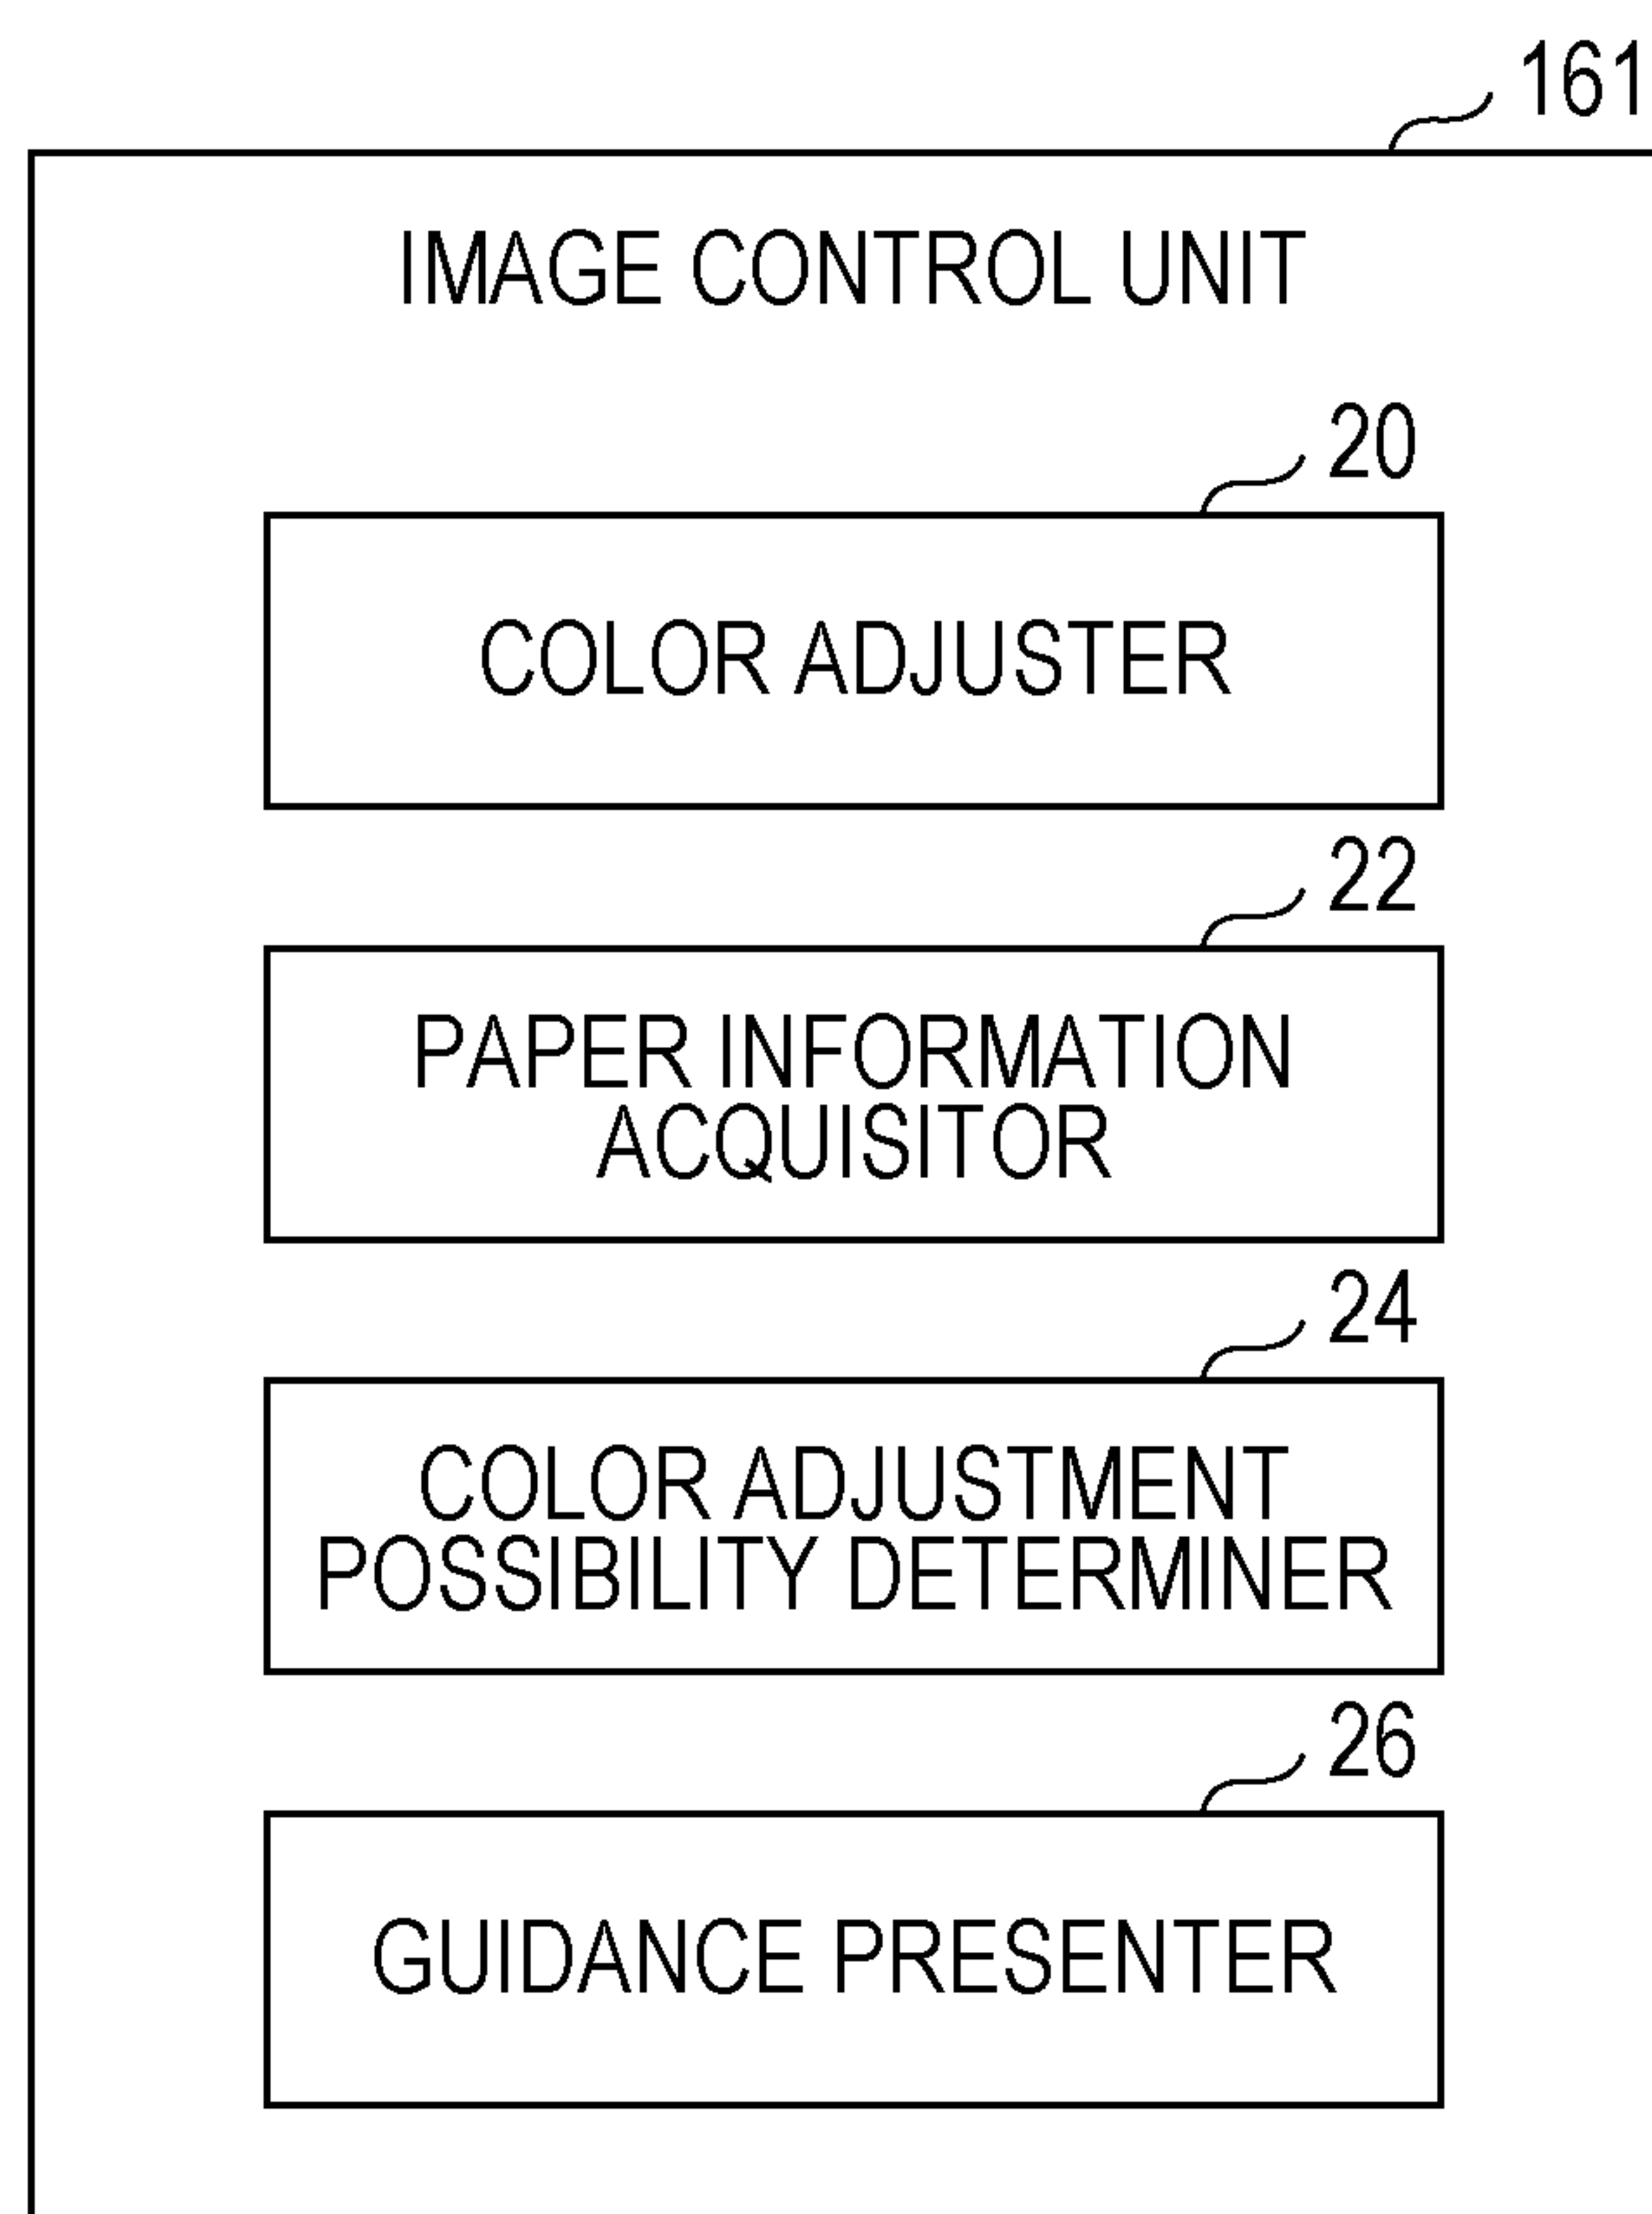 161
IMAGE CONTROL UNIT
20
COLOR ADJUSTER
22
PAPER INFORMATION
ACQUISITOR
24
COLOR ADJUSTMENT
POSSIBILITY DETERMINER
26
GUIDANCE PRESENTER